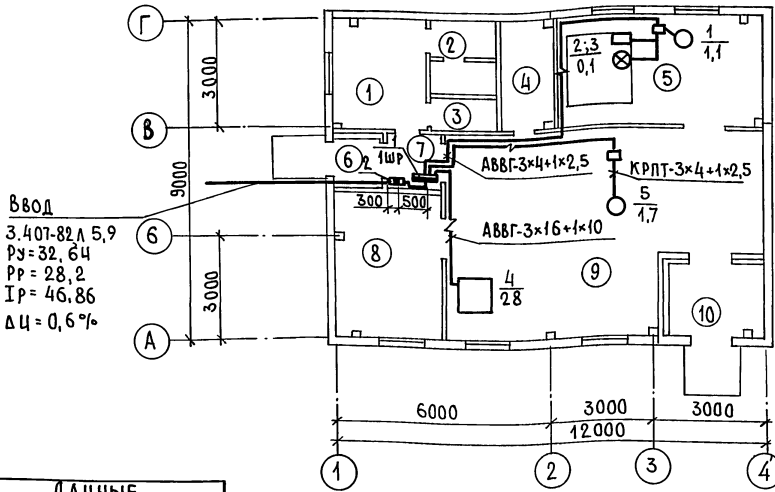 Г
2
1
1,1
2;3
0,1
5
1
4
3000
3
В
7
9000
6
2
1ШР
АВВГ-3×4+1×2,5
КРПТ-3×4+1×2,5
Ввод
300
500
5
1,7
3.407-82Л 5,9
Ру=32,64
Рр=28,2
Iр=46,86
ΔU=0,6%
б
8
АВВГ-3×16+1×10
9
3000
4
28
10
А
6000
3000
3000
12000
1
2
3
4
ДАННЫЕ